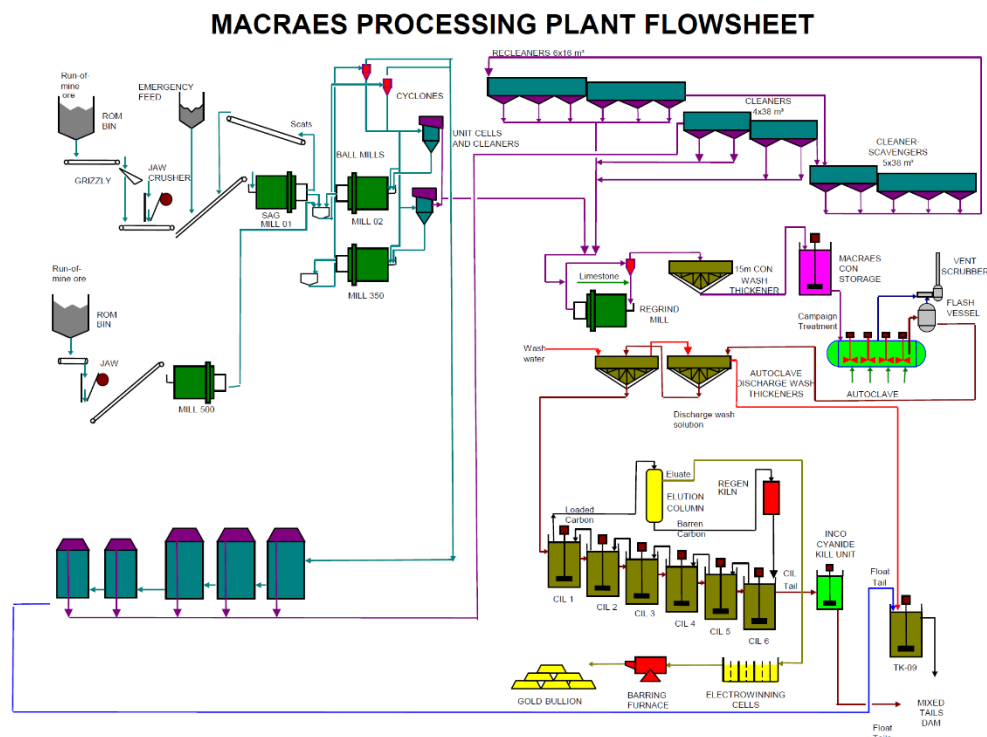 MACRAES PROCESSING PLANT FLOWSHEET
Run-of-
mine
ore
ROM
BIN
EMERGENCY
FEED
GRIZZLY
JAW
CRUSHER
Scats
SAG
MILL 01
BALL MILLS
MILL 02
MILL 350
CYCLONES
UNIT CELLS
AND CLEANERS
RECLEANERS 6x16 m³
CLEANERS
4x38 m³
CLEANER-
SCAVENGERS
5x38 m³
Run-of-
mine ore
ROM
BIN
JAW
MILL 500
Limestone
REGRIND
MILL
15m CON
WASH
THICKENER
MACRAES
CON
STORAGE
VENT
SCRUBBER
FLASH
VESSEL
Campaign
Treatment
AUTOCLAVE
Wash
water
AUTOCLAVE
DISCHARGE WASH
THICKENERS
Discharge wash
solution
Eluate
ELUTION
COLUMN
REGEN
KILN
Loaded
Carbon
Barren
Carbon
CIL 1
CIL 2
CIL 3
CIL 4
CIL 5
CIL 6
CIL
Tail
INCO
CYANIDE
KILL UNIT
Float
Tail
TK-09
GOLD BULLION
BARRING
FURNACE
ELECTROWINNING
CELLS
MIXED
TAILS
DAM
Float
Tails